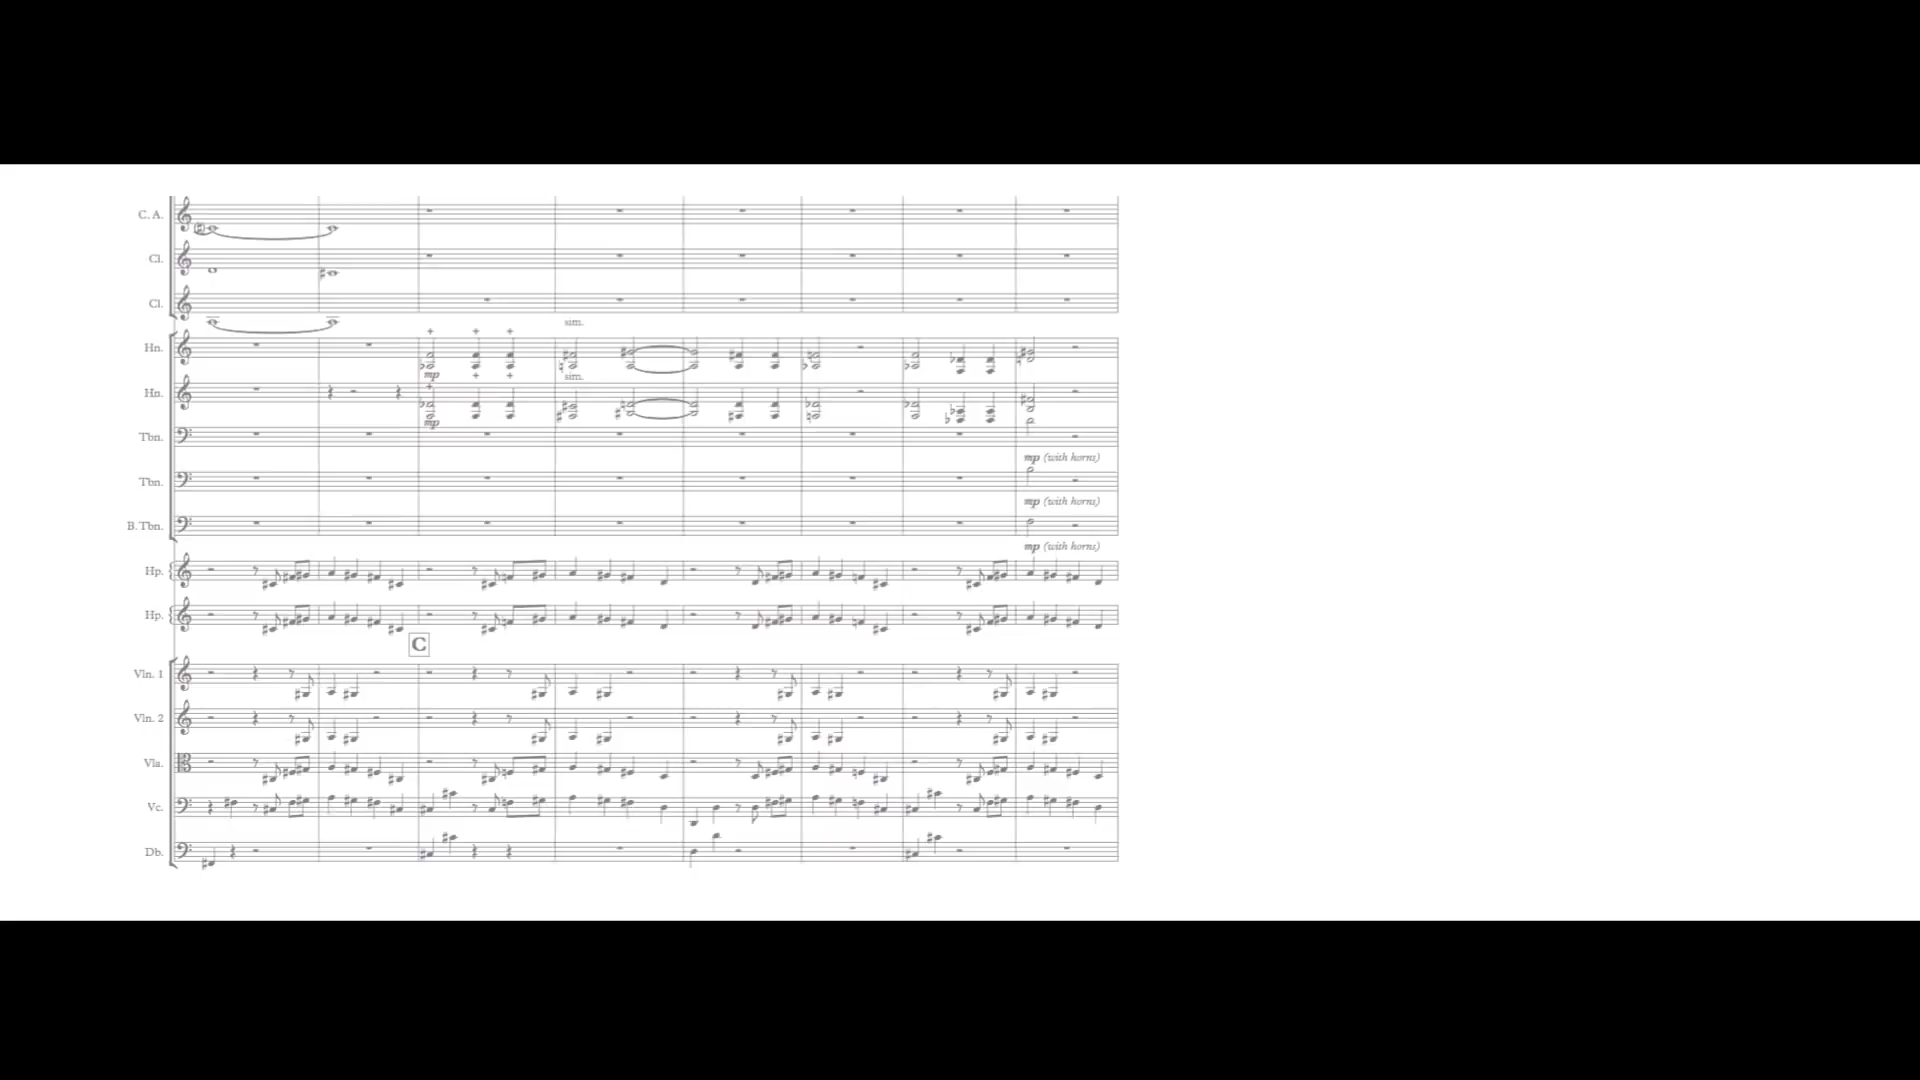 C. A.
Cl.
Cl.
sim.
Hn.
mp
sim.
Hn.
mp
Tbn.
mp (with horns)
Tbn.
mp (with horns)
B. Tbn.
mp (with horns)
Hp.
Hp.
C
Vln. 1
Vln. 2
Vla.
Vc.
Db.